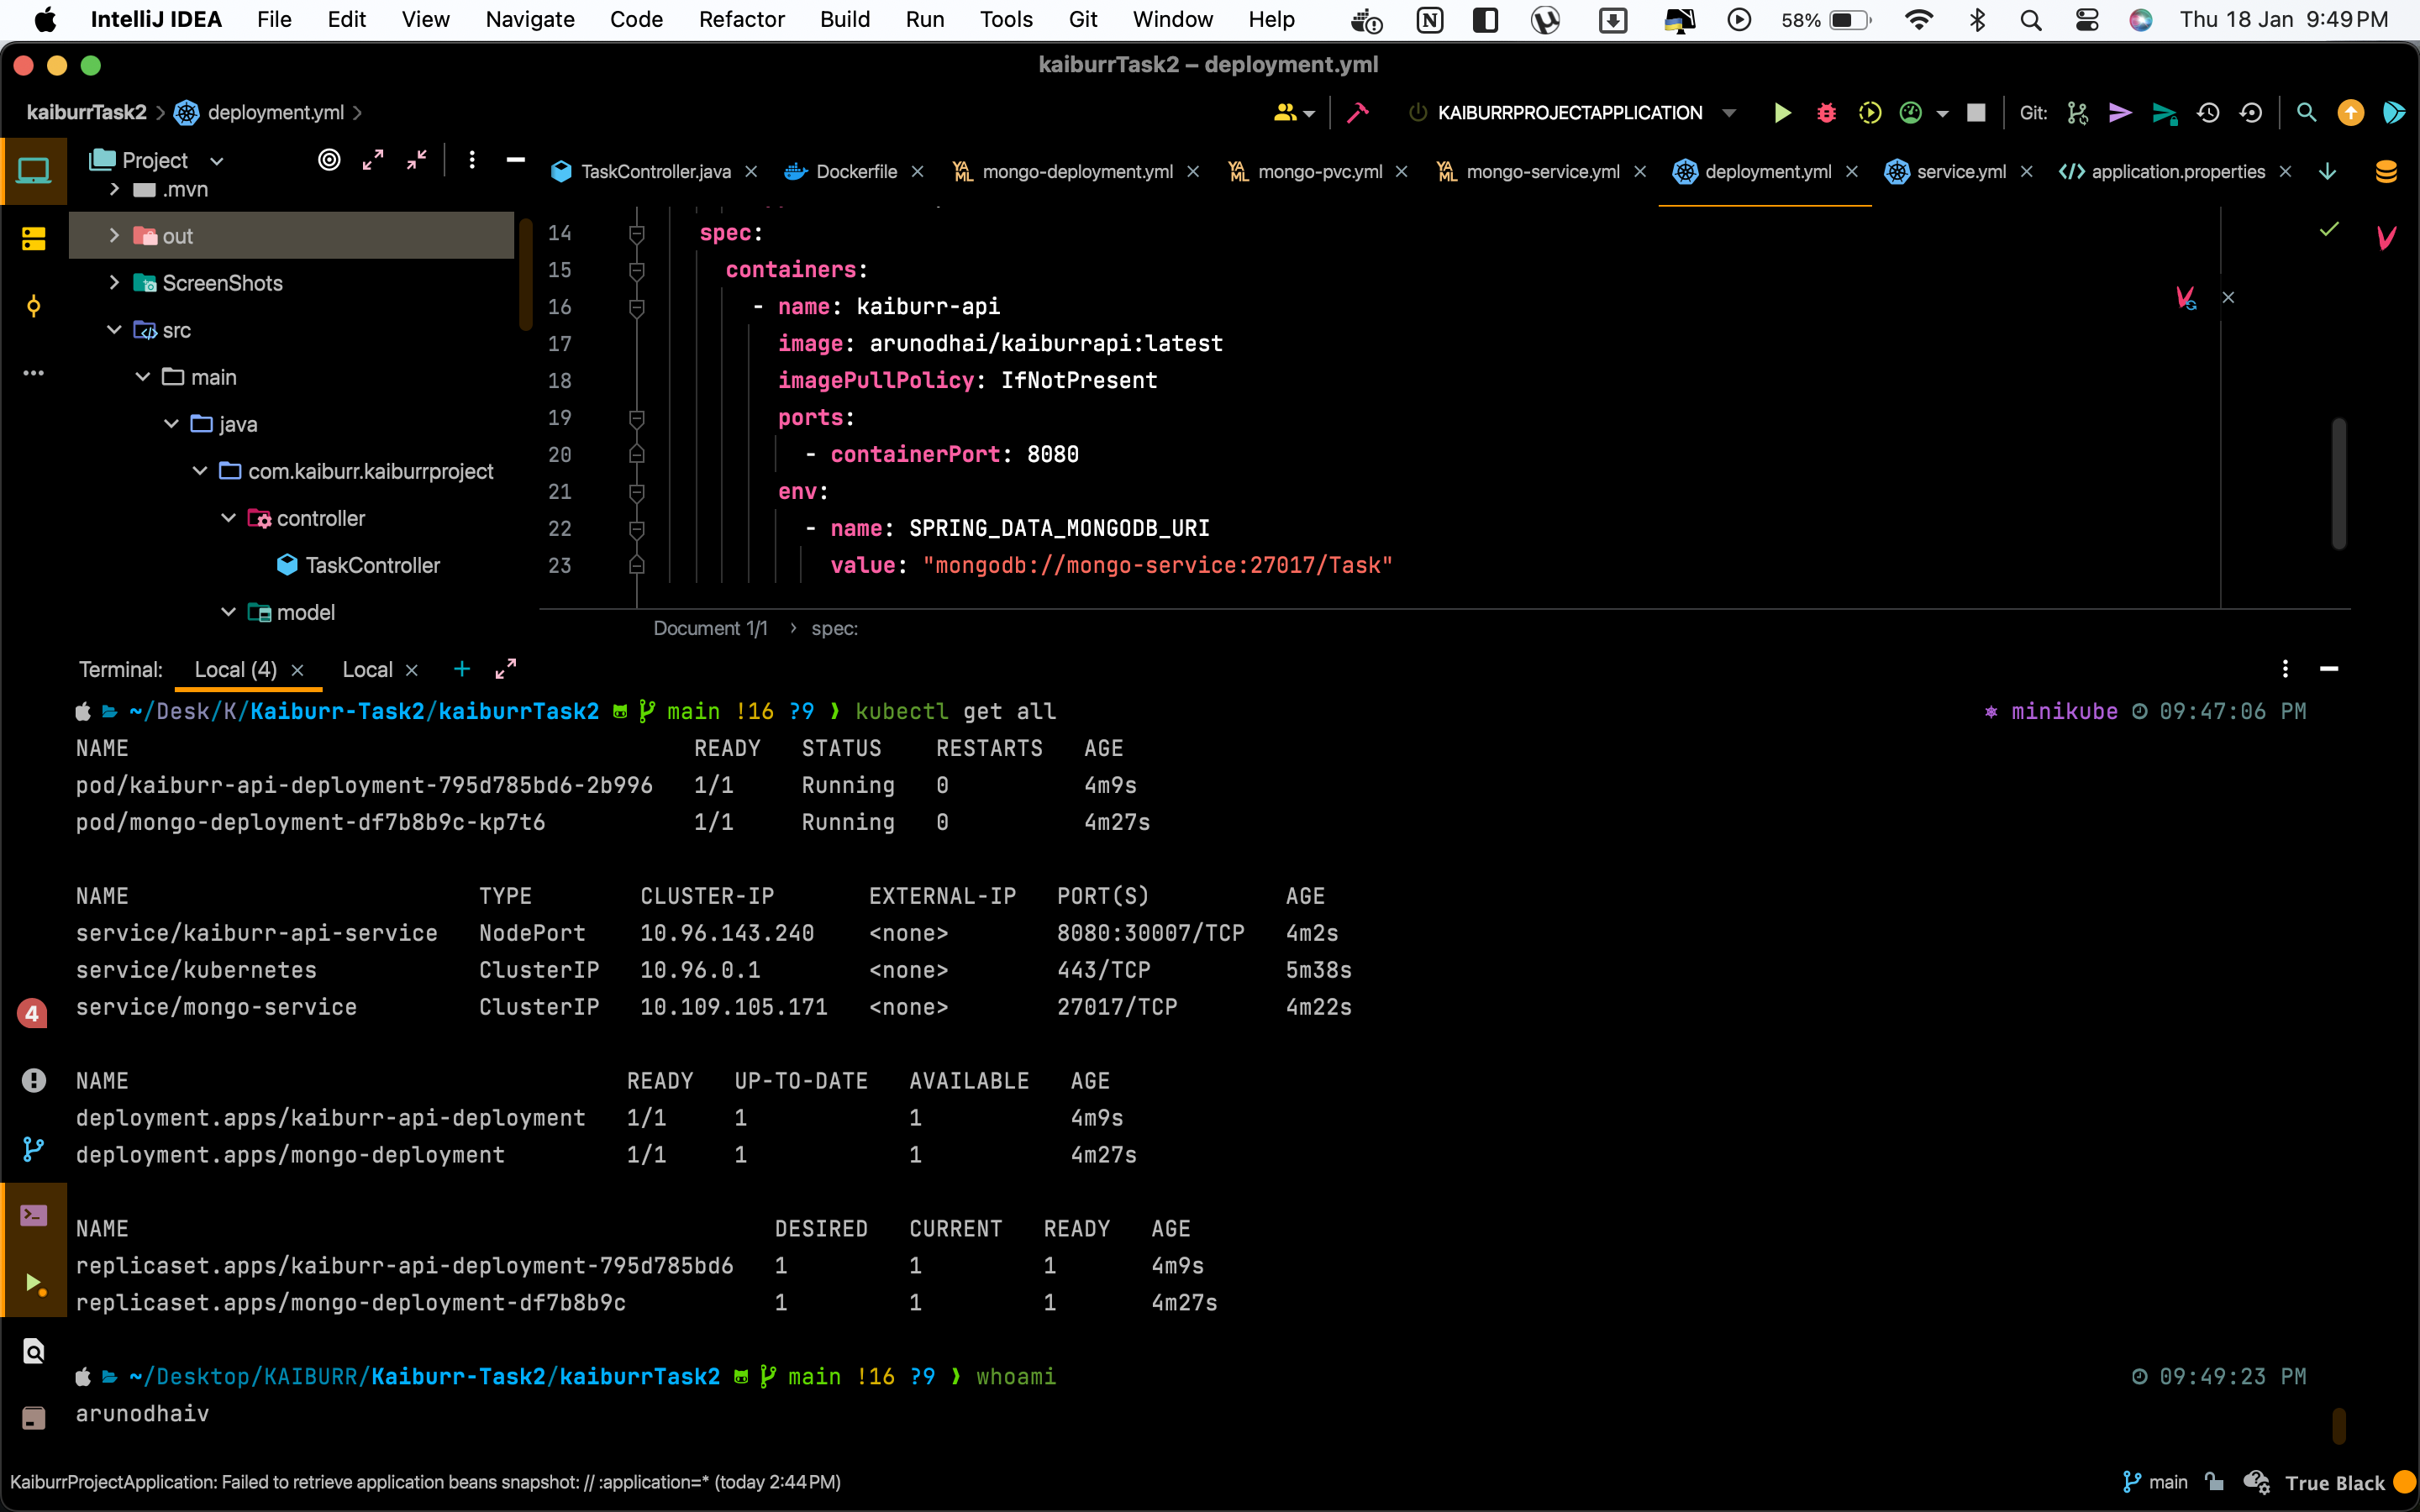 IntelliJ IDEA File Edit View Navigate Code Refactor Build Run Tools Git Window Help 58% Thu 18 Jan 9:49 PM
kaiburrTask2 – deployment.yml
kaiburrTask2 deployment.yml KAIBURRPROJECTAPPLICATION Git:
Project
TaskController.java Dockerfile mongo-deployment.yml mongo-pvc.yml mongo-service.yml deployment.yml service.yml application.properties
.mvn
out
ScreenShots
src
main
java
com.kaiburr.kaiburrproject
controller
TaskController
model
14 spec:
15 containers:
16 - name: kaiburr-api
17 image: arunodhai/kaiburrapi:latest
18 imagePullPolicy: IfNotPresent
19 ports:
20 - containerPort: 8080
21 env:
22 - name: SPRING_DATA_MONGODB_URI
23 value: "mongodb://mongo-service:27017/Task"
Document 1/1 › spec:
Terminal: Local (4) Local
~/Desk/K/Kaiburr-Task2/kaiburrTask2 main !16 ?9 ❯ kubectl get all minikube 09:47:06 PM
NAME READY STATUS RESTARTS AGE
pod/kaiburr-api-deployment-795d785bd6-2b996 1/1 Running 0 4m9s
pod/mongo-deployment-df7b8b9c-kp7t6 1/1 Running 0 4m27s
NAME TYPE CLUSTER-IP EXTERNAL-IP PORT(S) AGE
service/kaiburr-api-service NodePort 10.96.143.240 <none> 8080:30007/TCP 4m2s
service/kubernetes ClusterIP 10.96.0.1 <none> 443/TCP 5m38s
service/mongo-service ClusterIP 10.109.105.171 <none> 27017/TCP 4m22s
NAME READY UP-TO-DATE AVAILABLE AGE
deployment.apps/kaiburr-api-deployment 1/1 1 1 4m9s
deployment.apps/mongo-deployment 1/1 1 1 4m27s
NAME DESIRED CURRENT READY AGE
replicaset.apps/kaiburr-api-deployment-795d785bd6 1 1 1 4m9s
replicaset.apps/mongo-deployment-df7b8b9c 1 1 1 4m27s
~/Desktop/KAIBURR/Kaiburr-Task2/kaiburrTask2 main !16 ?9 ❯ whoami 09:49:23 PM
arunodhaiv
4
KaiburrProjectApplication: Failed to retrieve application beans snapshot: // :application=* (today 2:44 PM) main True Black